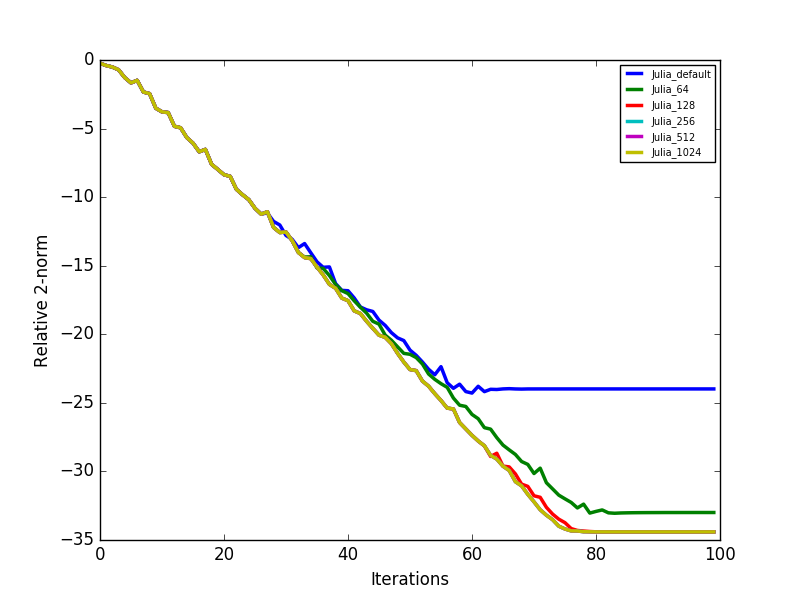 0
−5
−10
−15
−20
−25
−30
−35
0 20 40 60 80 100
Iterations
Relative 2-norm
Julia_default
Julia_64
Julia_128
Julia_256
Julia_512
Julia_1024